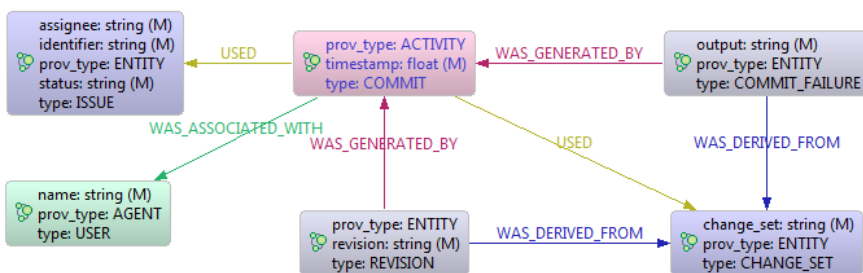 assignee: string (M)
identifier: string (M)
prov_type: ENTITY
status: string (M)
type: ISSUE
USED
prov_type: ACTIVITY
timestamp: float (M)
type: COMMIT
WAS_GENERATED_BY
output: string (M)
prov_type: ENTITY
type: COMMIT_FAILURE
WAS_ASSOCIATED_WITH
WAS_GENERATED_BY
USED
WAS_DERIVED_FROM
name: string (M)
prov_type: AGENT
type: USER
prov_type: ENTITY
revision: string (M)
type: REVISION
WAS_DERIVED_FROM
change_set: string (M)
prov_type: ENTITY
type: CHANGE_SET